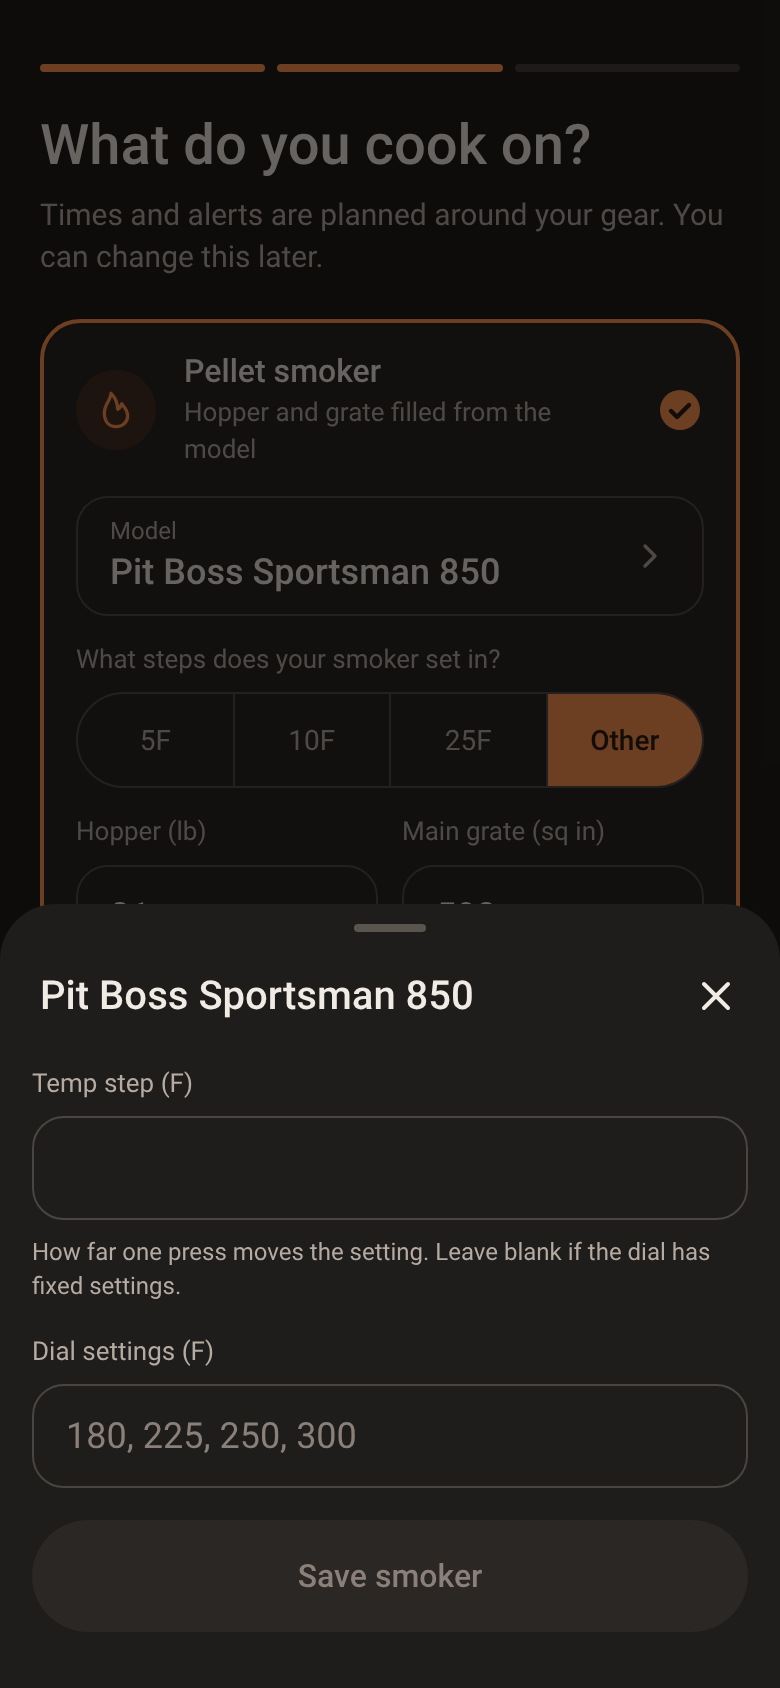 What do you cook on?
Times and alerts are planned around your gear. You
can change this later.
Pellet smoker
Hopper and grate filled from the
model
Model
Pit Boss Sportsman 850
What steps does your smoker set in?
5F
10F
25F
Other
Hopper (lb)
Main grate (sq in)
Pit Boss Sportsman 850
Temp step (F)
How far one press moves the setting. Leave blank if the dial has
fixed settings.
Dial settings (F)
180, 225, 250, 300
Save smoker